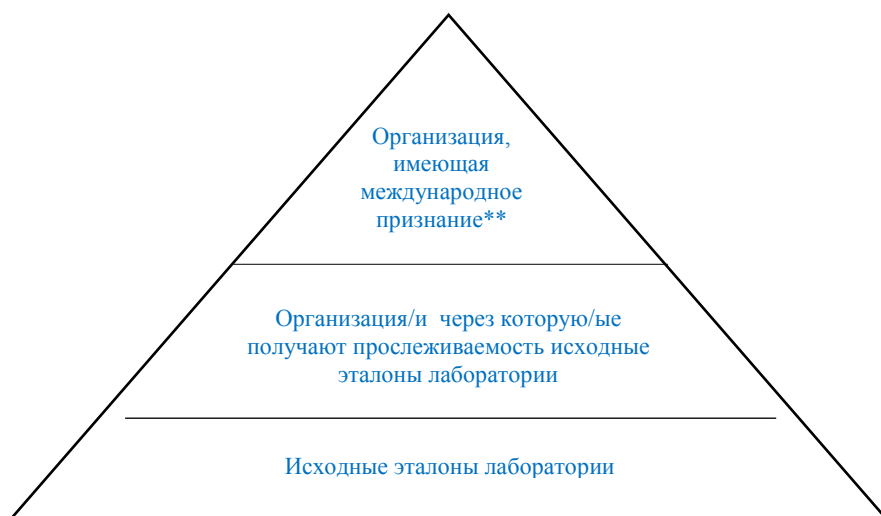 Организация,
имеющая
международное
признание**
Организация/и через которую/ые
получают прослеживаемость исходные
эталоны лаборатории
Исходные эталоны лаборатории